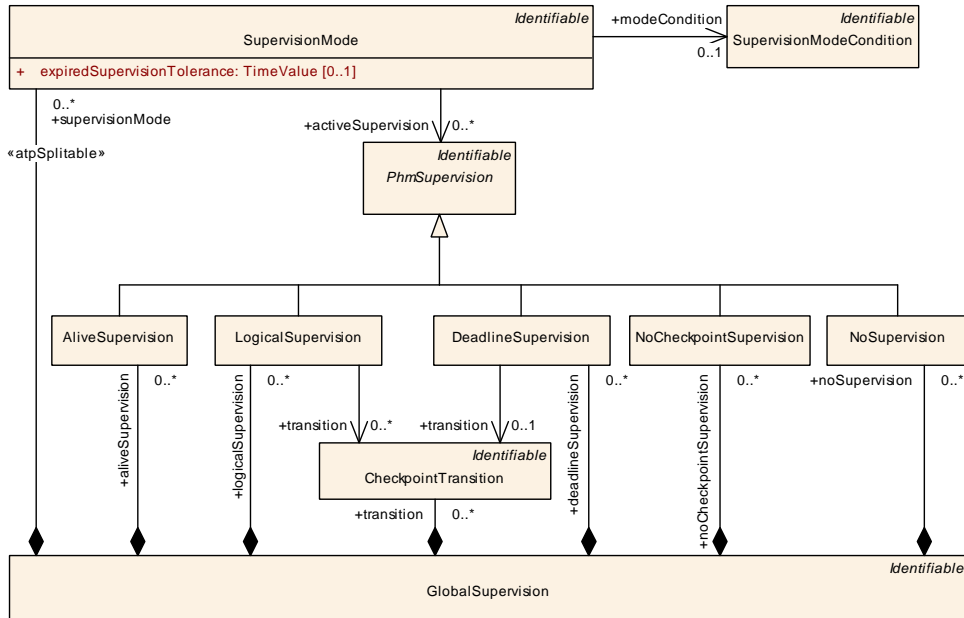 Identifiable
SupervisionMode
+ expiredSupervisionTolerance: TimeValue [0..1]
+modeCondition
0..1
Identifiable
SupervisionModeCondition
0..*
+supervisionMode
«atpSplitable»
+activeSupervision
0..*
Identifiable
PhmSupervision
AliveSupervision
LogicalSupervision
DeadlineSupervision
NoCheckpointSupervision
NoSupervision
0..*
+aliveSupervision
0..*
+logicalSupervision
+transition
0..*
+transition
0..1
0..*
+deadlineSupervision
0..*
+noCheckpointSupervision
+noSupervision
0..*
Identifiable
CheckpointTransition
+transition
0..*
Identifiable
GlobalSupervision